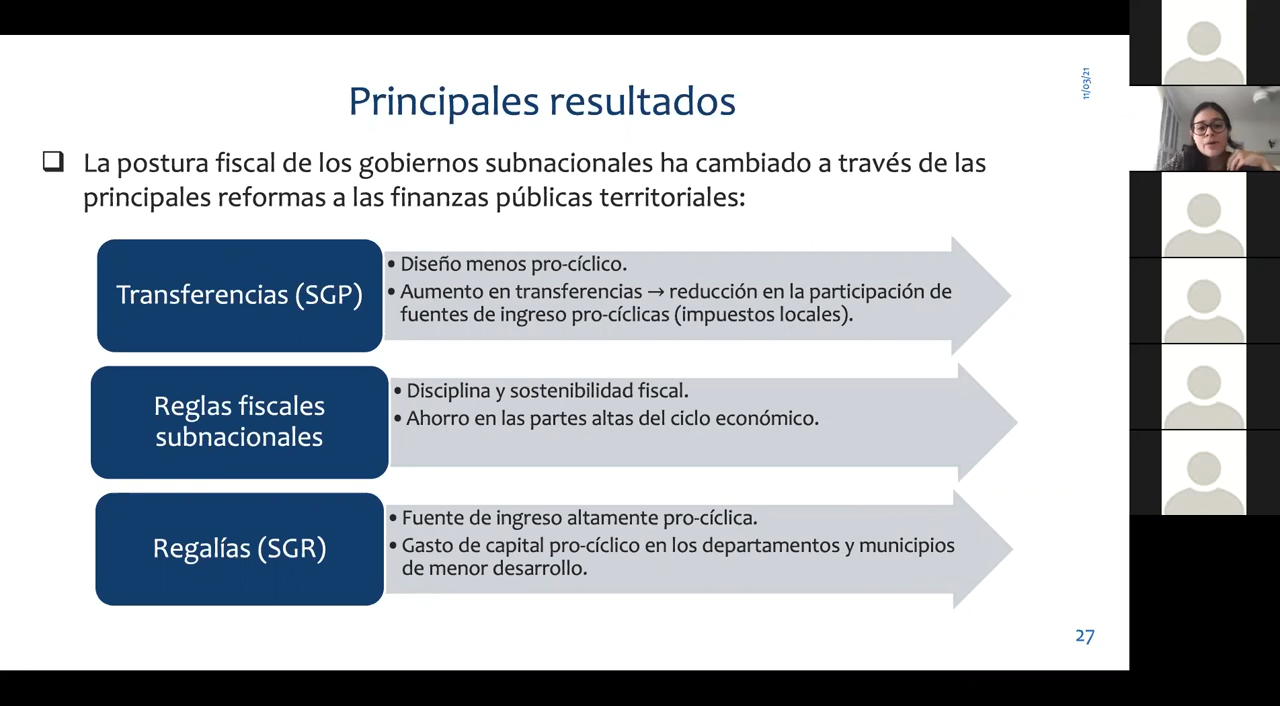 11/03/21
Principales resultados
❑ La postura fiscal de los gobiernos subnacionales ha cambiado a través de las
principales reformas a las finanzas públicas territoriales:
Transferencias (SGP)
• Diseño menos pro-cíclico.
• Aumento en transferencias → reducción en la participación de
fuentes de ingreso pro-cíclicas (impuestos locales).
Reglas fiscales
subnacionales
• Disciplina y sostenibilidad fiscal.
• Ahorro en las partes altas del ciclo económico.
Regalías (SGR)
• Fuente de ingreso altamente pro-cíclica.
• Gasto de capital pro-cíclico en los departamentos y municipios
de menor desarrollo.
27